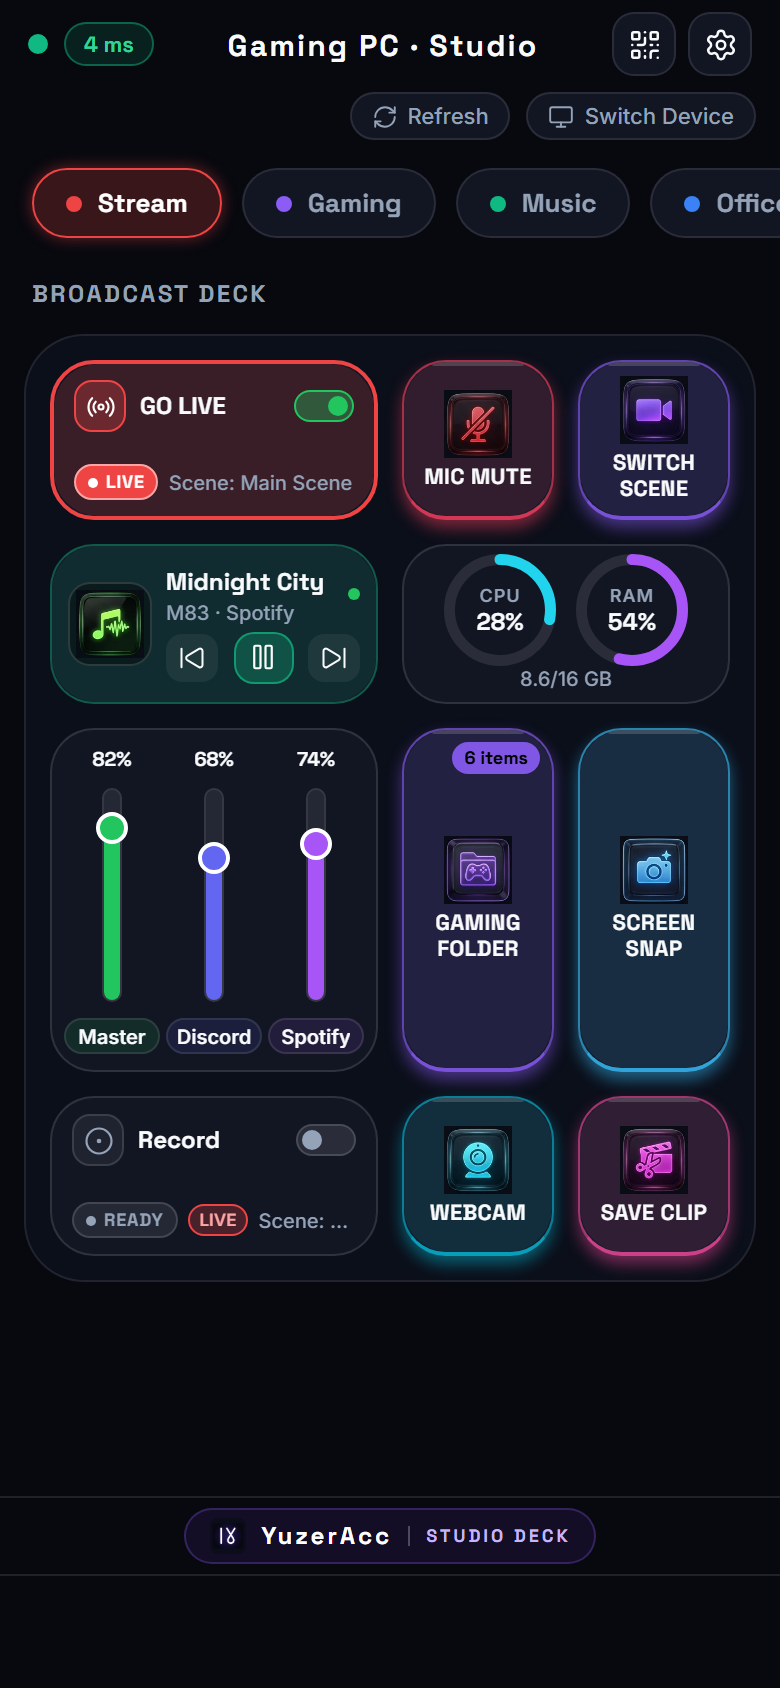 4 ms
Gaming PC · Studio
Refresh
Switch Device
Stream
Gaming
Music
Office
BROADCAST DECK
GO LIVE
LIVE
Scene: Main Scene
MIC MUTE
SWITCH
SCENE
Midnight City
M83 · Spotify
CPU
28%
RAM
54%
8.6/16 GB
82%
68%
74%
Master
Discord
Spotify
6 items
GAMING
FOLDER
SCREEN
SNAP
Record
READY
LIVE
Scene: ...
WEBCAM
SAVE CLIP
YuzerAcc
STUDIO DECK